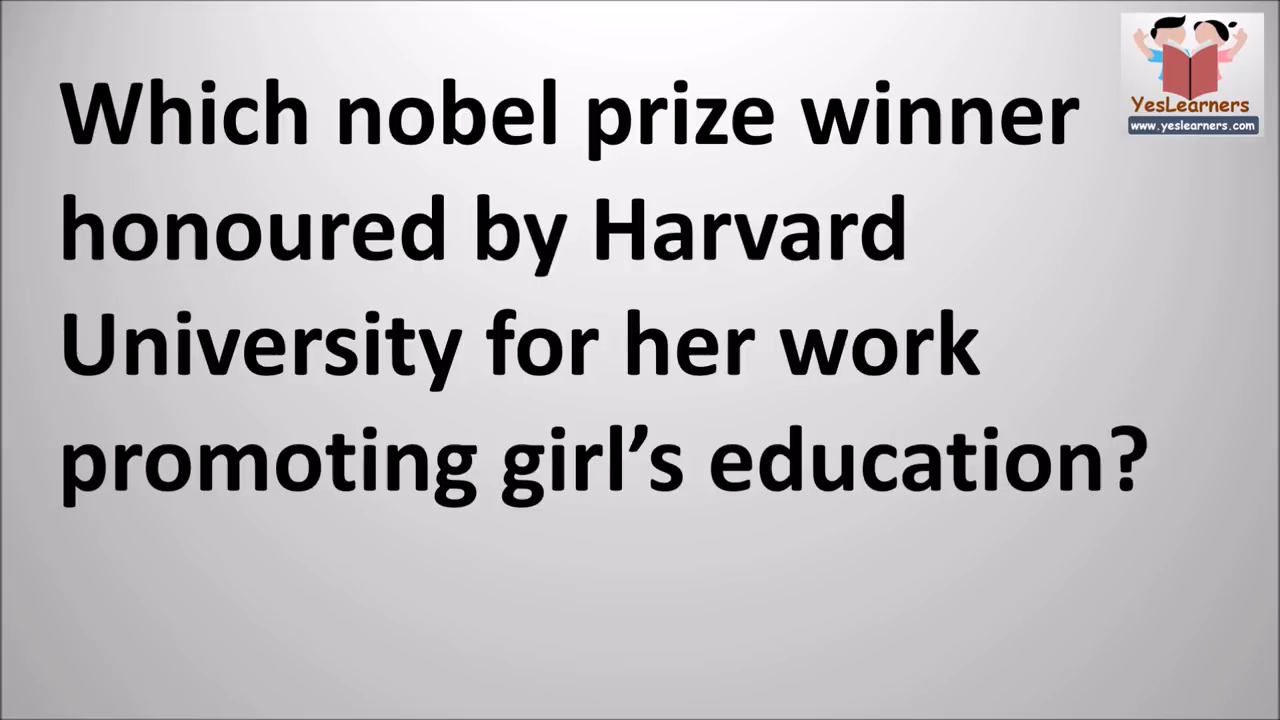 Which nobel prize winner
honoured by Harvard
University for her work
promoting girl’s education?
YesLearners
www.yeslearners.com